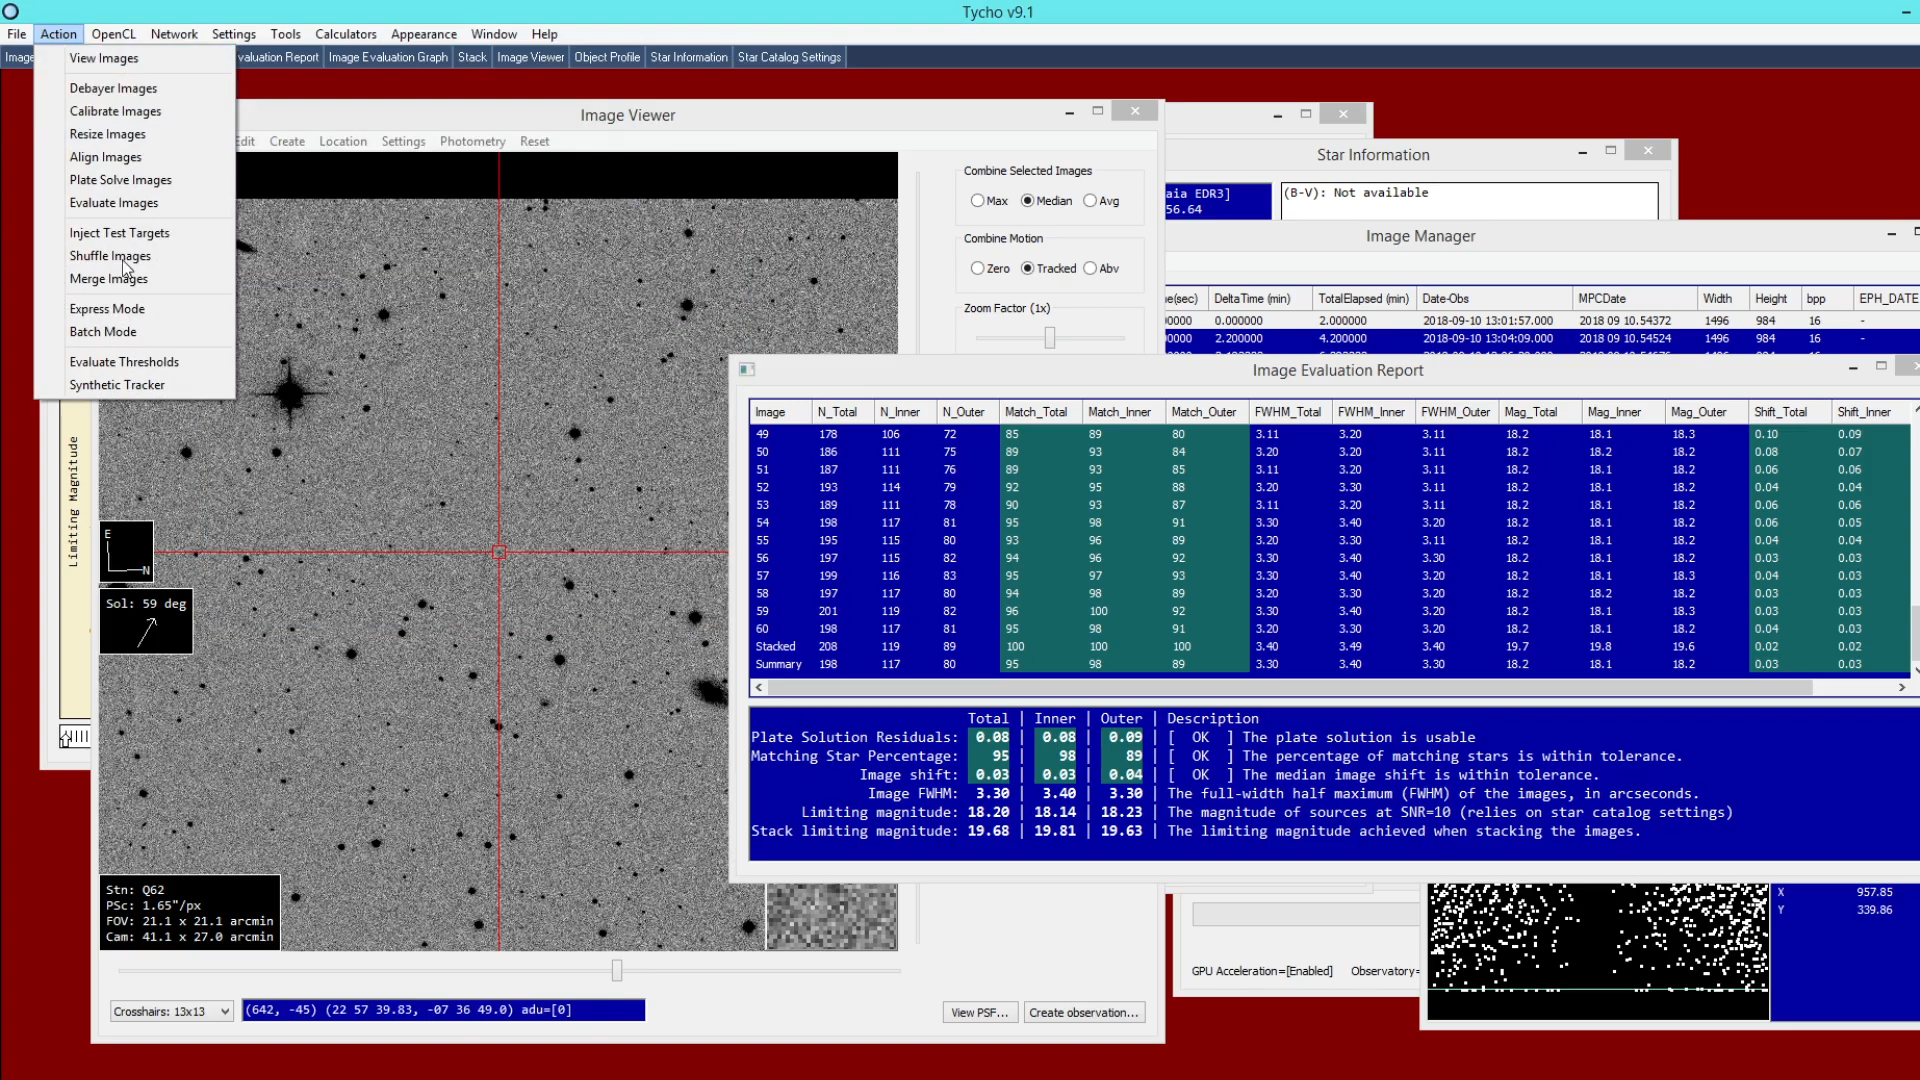 Tycho v9.1
File Action OpenCL Network Settings Tools Calculators Appearance Window Help
Image valuation Report Image Evaluation Graph Stack Image Viewer Object Profile Star Information Star Catalog Settings
View Images
Debayer Images
Calibrate Images
Resize Images
Align Images
Plate Solve Images
Evaluate Images
Inject Test Targets
Shuffle Images
Merge Images
Express Mode
Batch Mode
Evaluate Thresholds
Synthetic Tracker
Limiting Magnitude
Image Viewer
dit Create Location Settings Photometry Reset
Combine Selected Images
Max Median Avg
Combine Motion
Zero Tracked Abv
Zoom Factor (1x)
E
N
Sol: 59 deg
Stn: Q62
PSc: 1.65"/px
FOV: 21.1 x 21.1 arcmin
Cam: 41.1 x 27.0 arcmin
Crosshairs: 13x13
(642, -45) (22 57 39.83, -07 36 49.0) adu=[0]
View PSF... Create observation...
Star Information
aia EDR3]
56.64
(B-V): Not available
Image Manager
e(sec) DeltaTime (min) TotalElapsed (min) Date-Obs MPCDate Width Height bpp EPH_DATE
00000 0.000000 2.000000 2018-09-10 13:01:57.000 2018 09 10.54372 1496 984 16 -
00000 2.200000 4.200000 2018-09-10 13:04:09.000 2018 09 10.54524 1496 984 16 -
Image Evaluation Report
Image N_Total N_Inner N_Outer Match_Total Match_Inner Match_Outer FWHM_Total FWHM_Inner FWHM_Outer Mag_Total Mag_Inner Mag_Outer Shift_Total Shift_Inner
49 178 106 72 85 89 80 3.11 3.20 3.11 18.2 18.1 18.3 0.10 0.09
50 186 111 75 89 93 84 3.20 3.20 3.11 18.2 18.2 18.2 0.08 0.07
51 187 111 76 89 93 85 3.11 3.20 3.11 18.2 18.1 18.2 0.06 0.06
52 193 114 79 92 95 88 3.20 3.30 3.11 18.2 18.1 18.2 0.04 0.04
53 189 111 78 90 93 87 3.11 3.20 3.11 18.2 18.1 18.2 0.06 0.06
54 198 117 81 95 98 91 3.30 3.40 3.20 18.2 18.1 18.2 0.06 0.05
55 195 115 80 93 96 89 3.20 3.30 3.11 18.2 18.1 18.2 0.04 0.04
56 197 115 82 94 96 92 3.30 3.40 3.30 18.2 18.2 18.2 0.03 0.03
57 199 116 83 95 97 93 3.30 3.40 3.20 18.2 18.1 18.3 0.04 0.03
58 197 117 80 94 98 89 3.20 3.30 3.20 18.2 18.1 18.2 0.03 0.03
59 201 119 82 96 100 92 3.30 3.40 3.20 18.2 18.1 18.3 0.03 0.03
60 198 117 81 95 98 91 3.20 3.30 3.20 18.2 18.1 18.2 0.04 0.03
Stacked 208 119 89 100 100 100 3.40 3.49 3.40 19.7 19.8 19.6 0.02 0.02
Summary 198 117 80 95 98 89 3.30 3.40 3.30 18.2 18.1 18.2 0.03 0.03
Total | Inner | Outer | Description
Plate Solution Residuals: 0.08 | 0.08 | 0.09 | [ OK ] The plate solution is usable
Matching Star Percentage: 95 | 98 | 89 | [ OK ] The percentage of matching stars is within tolerance.
Image shift: 0.03 | 0.03 | 0.04 | [ OK ] The median image shift is within tolerance.
Image FWHM: 3.30 | 3.40 | 3.30 | The full-width half maximum (FWHM) of the images, in arcseconds.
Limiting magnitude: 18.20 | 18.14 | 18.23 | The magnitude of sources at SNR=10 (relies on star catalog settings)
Stack limiting magnitude: 19.68 | 19.81 | 19.63 | The limiting magnitude achieved when stacking the images.
GPU Acceleration=[Enabled] Observatory=
X 957.85
Y 339.86